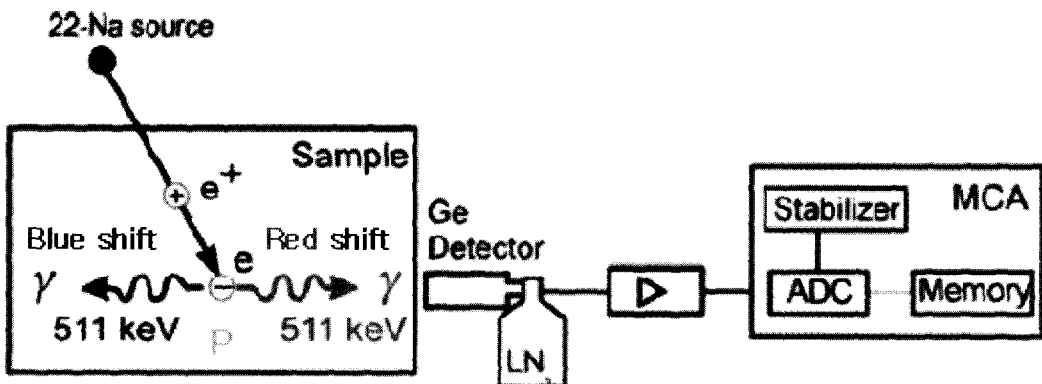 22-Na source
Sample
e+
Blue shift
Red shift
e
γ
γ
511 keV
P
511 keV
Ge
Detector
LN
MCA
Stabilizer
ADC
Memory